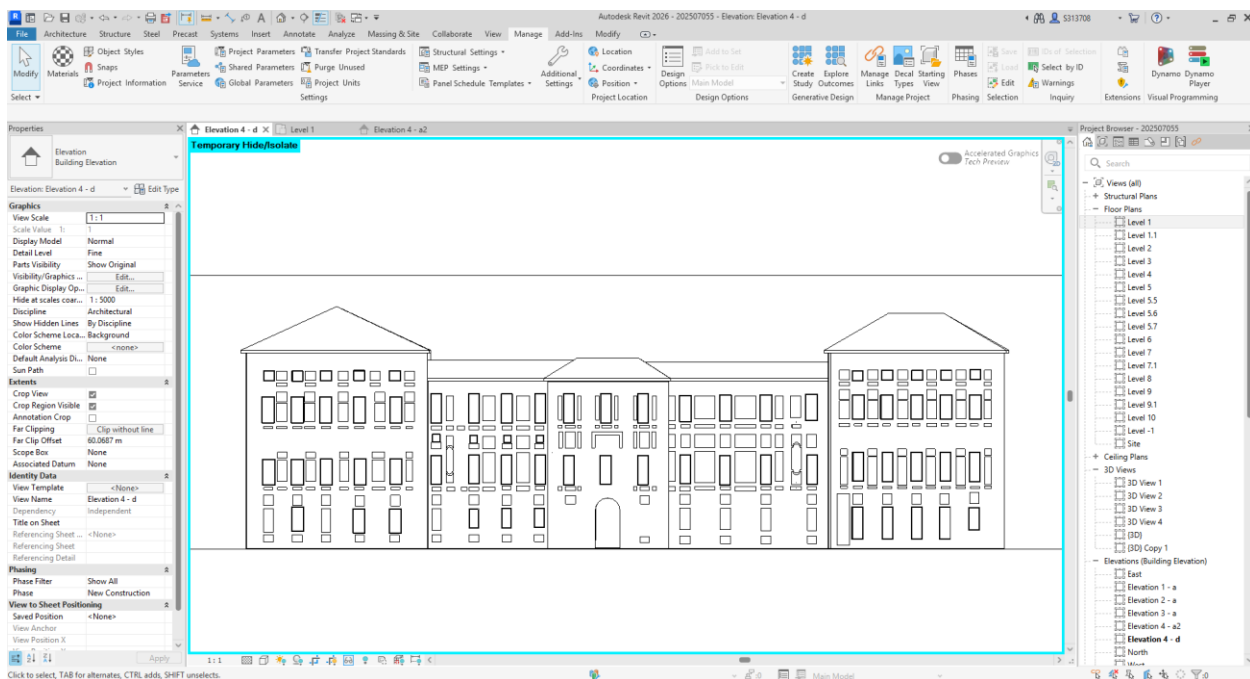 Autodesk Revit 2026 - 202507055 - Elevation: Elevation 4 - d
S313708
File Architecture Structure Steel Precast Systems Insert Annotate Analyze Massing & Site Collaborate View Manage Add-Ins Modify
Modify
Select
Materials
Object Styles
Snaps
Project Information
Parameters Service
Project Parameters
Shared Parameters
Global Parameters
Transfer Project Standards
Purge Unused
Project Units
Structural Settings
MEP Settings
Panel Schedule Templates
Additional Settings
Settings
Location
Coordinates
Position
Project Location
Design Options
Add to Set
Pick to Edit
Main Model
Design Options
Create Study
Explore Outcomes
Generative Design
Manage Links
Decal Types
Starting View
Manage Project
Phases
Phasing
Save
Load
Edit
Selection
IDs of Selection
Select by ID
Warnings
Inquiry
Extensions
Dynamo
Dynamo Player
Visual Programming
Properties
Elevation
Building Elevation
Elevation: Elevation 4 - d
Edit Type
Graphics
View Scale 1 : 1
Scale Value 1: 1
Display Model Normal
Detail Level Fine
Parts Visibility Show Original
Visibility/Graphics ... Edit...
Graphic Display Op... Edit...
Hide at scales coar... 1 : 5000
Discipline Architectural
Show Hidden Lines By Discipline
Color Scheme Loca... Background
Color Scheme <none>
Default Analysis Di... None
Sun Path
Extents
Crop View
Crop Region Visible
Annotation Crop
Far Clipping Clip without line
Far Clip Offset 60.0687 m
Scope Box None
Associated Datum None
Identity Data
View Template <None>
View Name Elevation 4 - d
Dependency Independent
Title on Sheet
Referencing Sheet ... <None>
Referencing Sheet
Referencing Detail
Phasing
Phase Filter Show All
Phase New Construction
View to Sheet Positioning
Saved Position <None>
View Anchor
View Position X
Apply
Elevation 4 - d
Level 1
Elevation 4 - a2
Temporary Hide/Isolate
Accelerated Graphics
Tech Preview
1 : 1
Project Browser - 202507055
Search
Views (all)
Structural Plans
Floor Plans
Level 1
Level 1.1
Level 2
Level 3
Level 4
Level 5
Level 5.5
Level 5.6
Level 5.7
Level 6
Level 7
Level 7.1
Level 8
Level 9
Level 9.1
Level 10
Level -1
Site
Ceiling Plans
3D Views
3D View 1
3D View 2
3D View 3
3D View 4
{3D}
{3D} Copy 1
Elevations (Building Elevation)
East
Elevation 1 - a
Elevation 2 - a
Elevation 3 - a
Elevation 4 - a2
Elevation 4 - d
North
West
Click to select, TAB for alternates, CTRL adds, SHIFT unselects.
:0
Main Model
:0